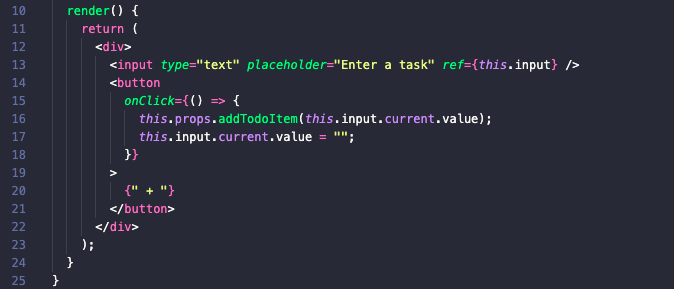 10 render() {
11 return (
12 <div>
13 <input type="text" placeholder="Enter a task" ref={this.input} />
14 <button
15 onClick={() => {
16 this.props.addTodoItem(this.input.current.value);
17 this.input.current.value = "";
18 }}
19 >
20 {" + "}
21 </button>
22 </div>
23 );
24 }
25 }